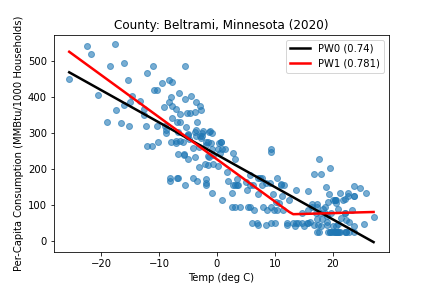 County: Beltrami, Minnesota (2020)
PW0 (0.74)
PW1 (0.781)
Per-Capita Consumption (MMBtu/1000 Households)
500
400
300
200
100
0
−20 −10 0 10 20
Temp (deg C)